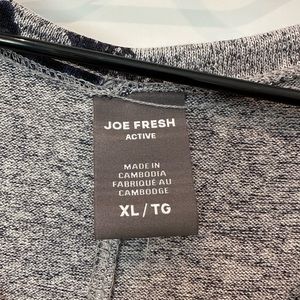 JOE FRESH
ACTIVE
MADE IN
CAMBODIA
FABRIQUÉ AU
CAMBODGE
XL / TG